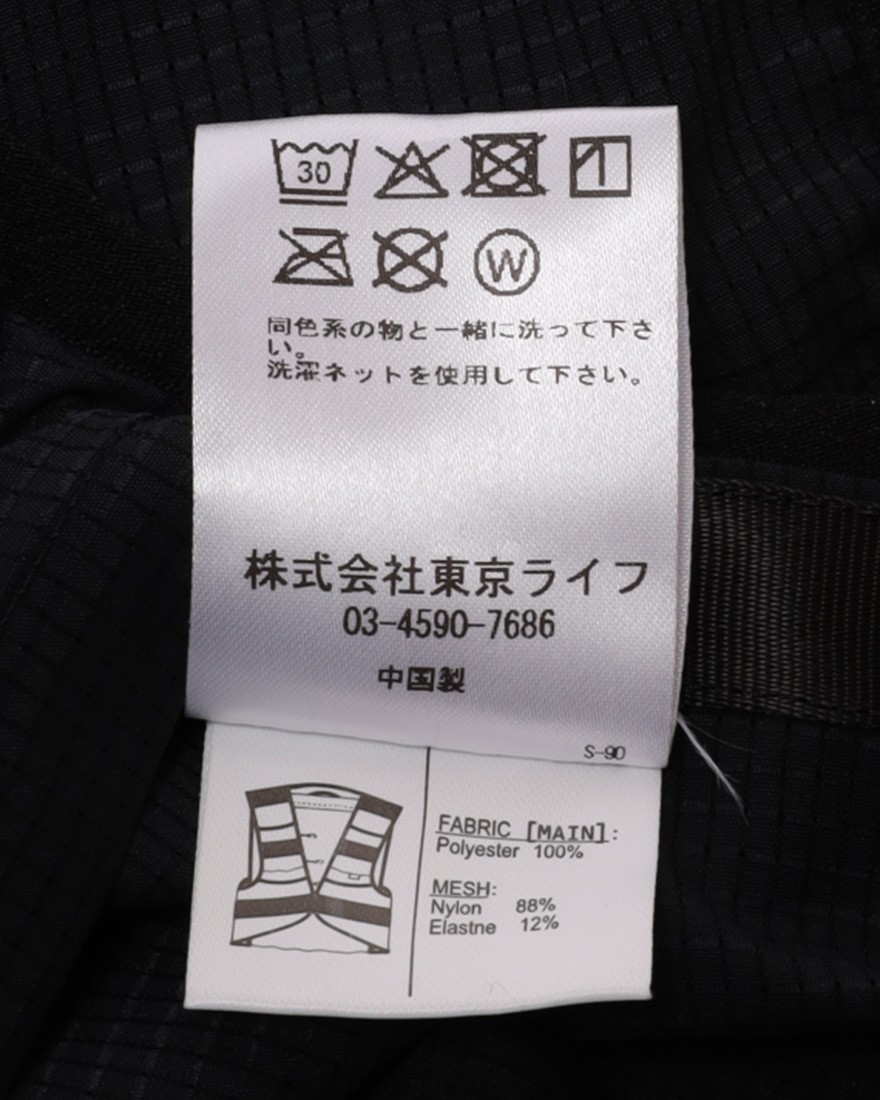 30
W
同色系の物と一緒に洗って下さ
い。
洗濯ネットを使用して下さい。
株式会社東京ライフ
03-4590-7686
中国製
S-90
FABRIC [MAIN]:
Polyester 100%
MESH:
Nylon 88%
Elastne 12%